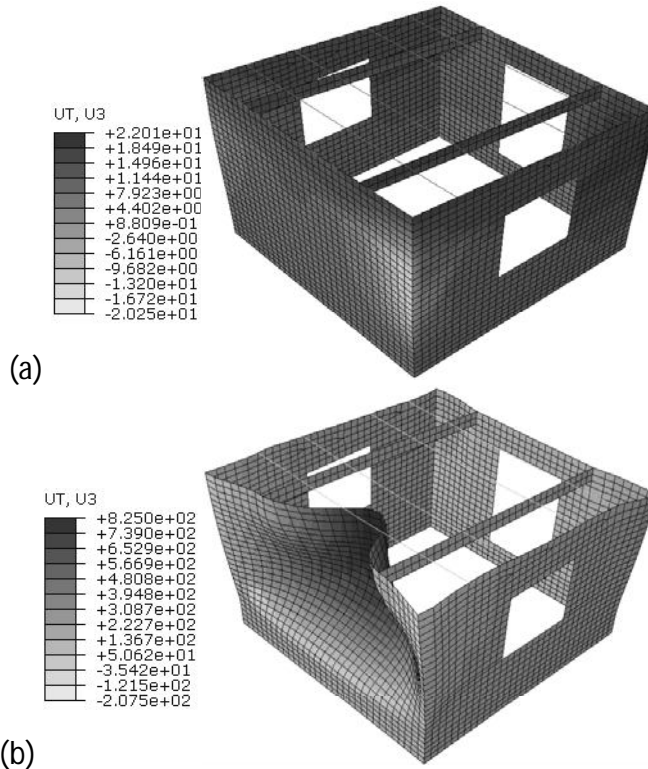 UT, U3
+2.201e+01
+1.849e+01
+1.496e+01
+1.144e+01
+7.923e+00
+4.402e+00
+8.809e-01
-2.640e+00
-6.161e+00
-9.682e+00
-1.320e+01
-1.672e+01
-2.025e+01
(a)
UT, U3
+8.250e+02
+7.390e+02
+6.529e+02
+5.669e+02
+4.808e+02
+3.948e+02
+3.087e+02
+2.227e+02
+1.367e+02
+5.062e+01
-3.542e+01
-1.215e+02
-2.075e+02
(b)